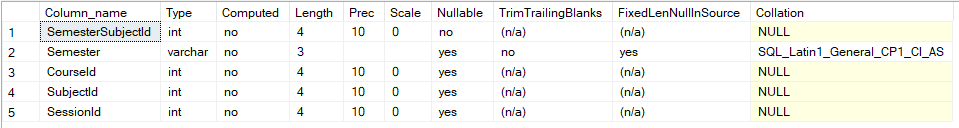 Column_name Type Computed Length Prec Scale Nullable TrimTrailingBlanks FixedLenNullInSource Collation
1 SemesterSubjectId int no 4 10 0 no (n/a) (n/a) NULL
2 Semester varchar no 3 yes no yes SQL_Latin1_General_CP1_CI_AS
3 CourseId int no 4 10 0 yes (n/a) (n/a) NULL
4 SubjectId int no 4 10 0 yes (n/a) (n/a) NULL
5 SessionId int no 4 10 0 yes (n/a) (n/a) NULL